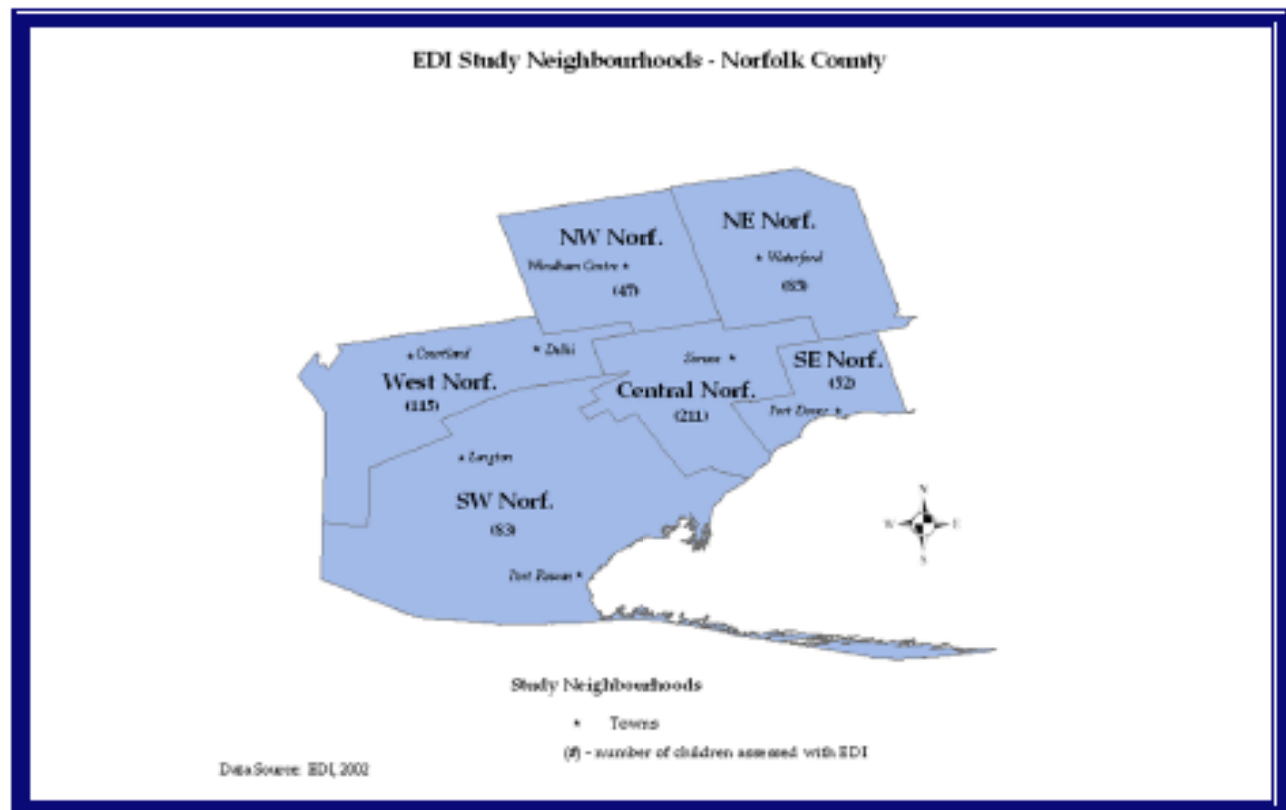 EDI Study Neighbourhoods - Norfolk County
NW Norf.
NE Norf.
Windham Centre
Waterford
(47)
Courtland
Delhi
Simcoe
SE Norf.
West Norf.
Central Norf.
(52)
(115)
(211)
Port Dover
Langton
SW Norf.
(83)
N
W E
S
Port Rowan
Study Neighbourhoods
Towns
(#) - number of children assessed with EDI
Data Source: EDI, 2002